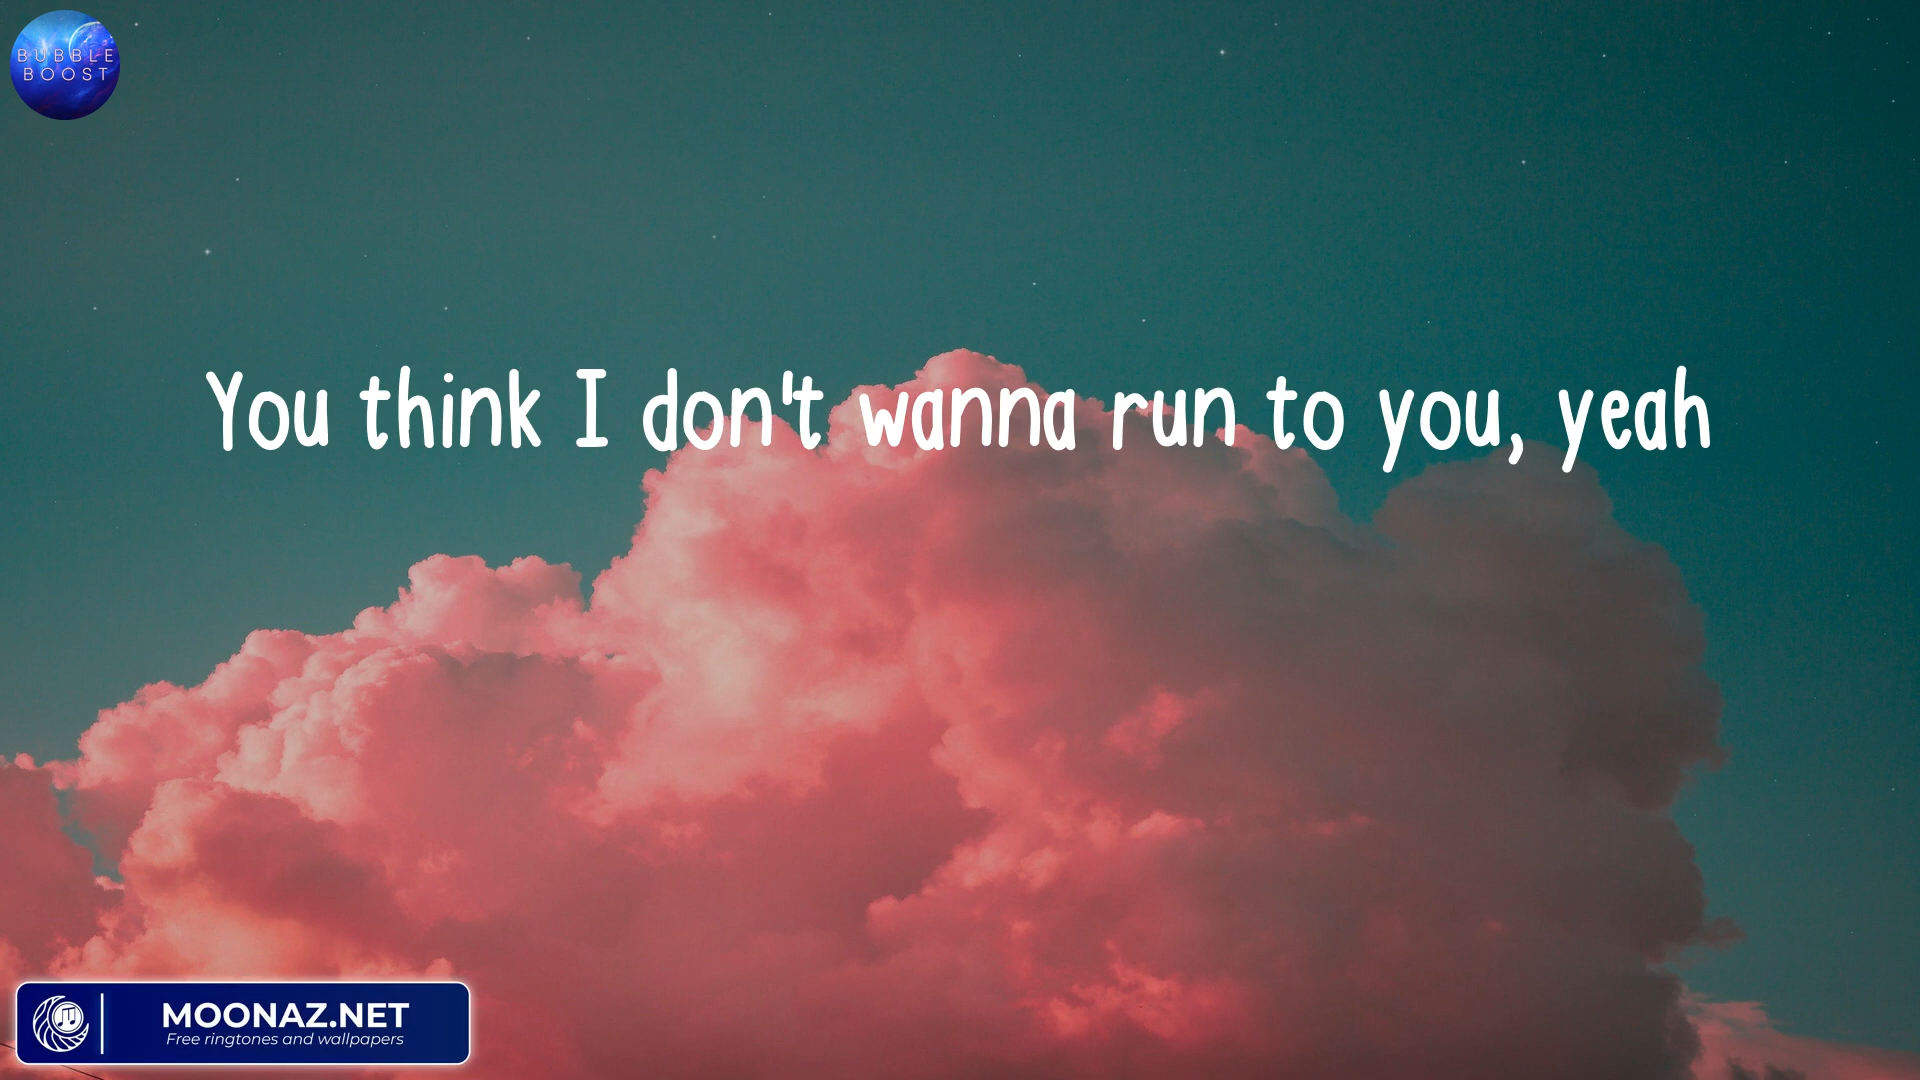 BUBBLE
BOOST
You think I don't wanna run to you, yeah
MOONAZ.NET
Free ringtones and wallpapers